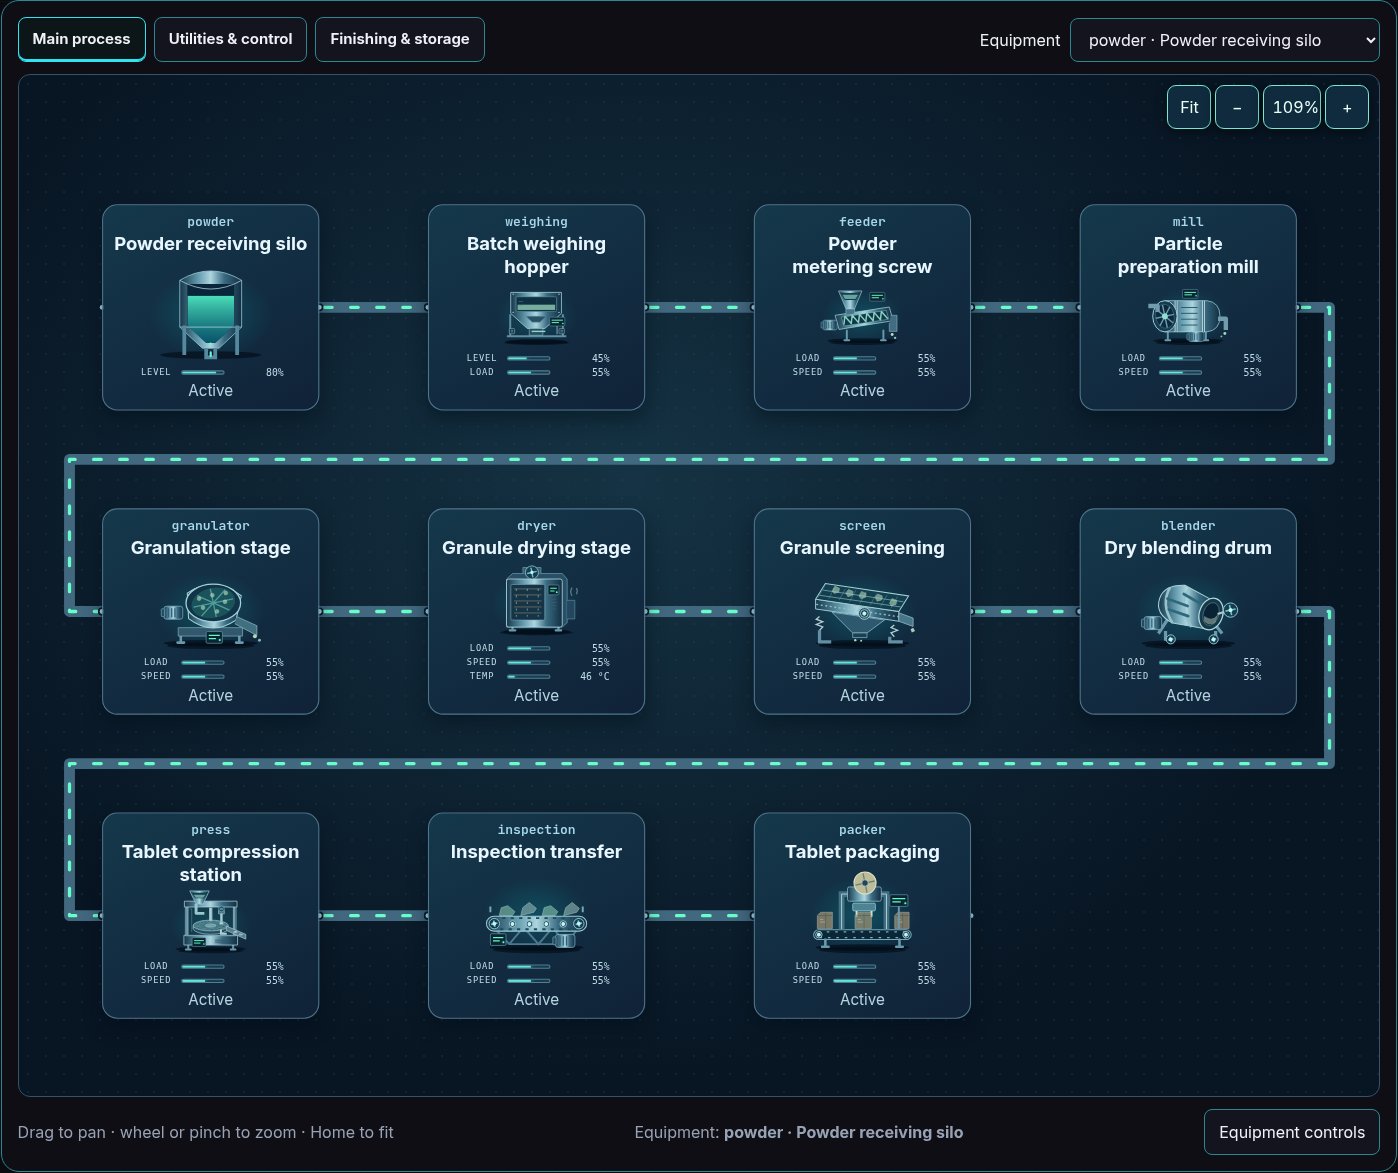 Main process
Utilities & control
Finishing & storage
Equipment
powder · Powder receiving silo
Fit
−
109%
+
powder
Powder receiving silo
LEVEL 80%
Active
weighing
Batch weighing
hopper
LEVEL 45%
LOAD 55%
Active
feeder
Powder
metering screw
LOAD 55%
SPEED 55%
Active
mill
Particle
preparation mill
LOAD 55%
SPEED 55%
Active
granulator
Granulation stage
LOAD 55%
SPEED 55%
Active
dryer
Granule drying stage
LOAD 55%
SPEED 55%
TEMP 46 °C
Active
screen
Granule screening
LOAD 55%
SPEED 55%
Active
blender
Dry blending drum
LOAD 55%
SPEED 55%
Active
press
Tablet compression
station
LOAD 55%
SPEED 55%
Active
inspection
Inspection transfer
LOAD 55%
SPEED 55%
Active
packer
Tablet packaging
LOAD 55%
SPEED 55%
Active
Drag to pan · wheel or pinch to zoom · Home to fit
Equipment: powder · Powder receiving silo
Equipment controls